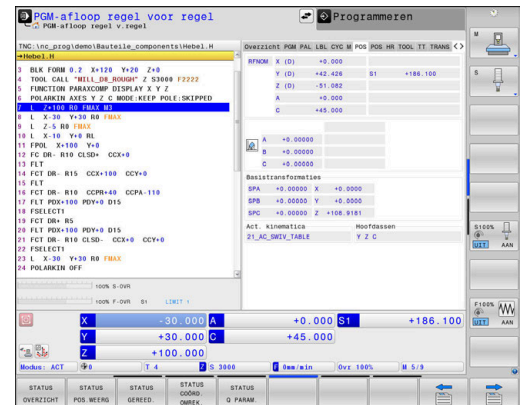 PGM-afloop regel voor regel
PGM-afloop regel v.regel
Programmeren
TNC:\nc_prog\demo\Bauteile_components\Hebel.H
→Hebel.H
3 BLK FORM 0.2 X+120 Y+20 Z+0
4 TOOL CALL "MILL_D8_ROUGH" Z S3000 F2222
5 FUNCTION PARAXCOMP DISPLAY X Y Z
6 POLARKIN AXES Y Z C MODE:KEEP POLE:SKIPPED
7 L Z+100 R0 FMAX M3
8 L X-30 Y+30 R0 FMAX
9 L Z-5 R0 FMAX
10 L X-10 Y+0 RL
11 FPOL X+100 Y+0
12 FC DR- R10 CLSD+ CCX+0
13 FLT
14 FCT DR- R15 CCX+100 CCY+0
15 FLT
16 FCT DR- R10 CCPR+40 CCPA-110
17 FLT PDX+100 PDY+0 D15
18 FSELECT1
19 FCT DR+ R5
20 FLT PDX+100 PDY+0 D15
21 FCT DR- R10 CLSD- CCX+0 CCY+0
22 FSELECT1
23 L X-30 Y+30 R0 FMAX
24 POLARKIN OFF
Overzicht PGM PAL LBL CYC M POS POS HR TOOL TT TRANS
RFNOM X (D) +0.000
Y (D) +42.426 S1 +186.100
Z (D) -51.082
A +0.000
C +45.000
A +0.00000
B +0.00000
C +0.00000
Basistransformaties
SPA +0.00000 X +0.0000
SPB +0.00000 Y +0.0000
SPC +0.00000 Z +108.9181
Act. kinematica Hoofdassen
21_AC_SWIV_TABLE Y Z C
100% S-OVR
100% F-OVR S1 LIMIT 1
X -30.000 A +0.000 S1 +186.100
Y +30.000 C +45.000
Z +100.000
Modus: ACT 0 T 4 Z S 3000 F 0mm/min Ovr 100% M 5/9
STATUS OVERZICHT
STATUS POS.WEERG
STATUS GEREED.
STATUS COÖRD. OMREK.
STATUS Q PARAM.
M
S
S100%
UIT AAN
F100%
UIT AAN